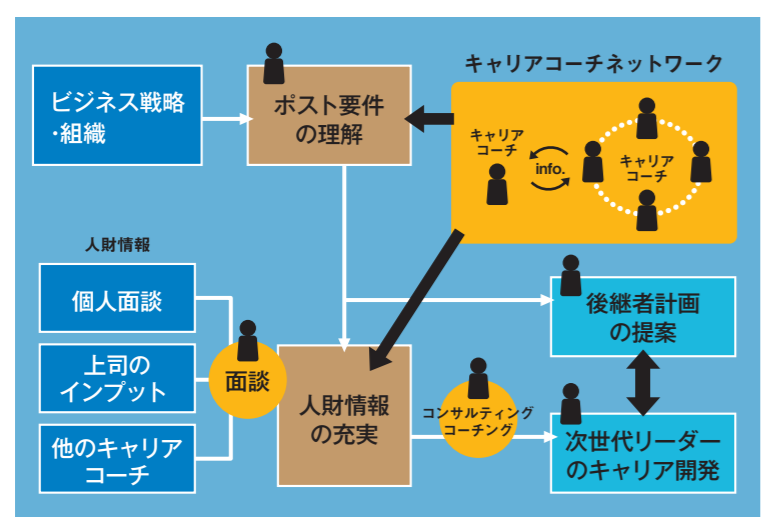 キャリアコーチネットワーク
ビジネス戦略
・組織
ポスト要件
の理解
キャリア
コーチ
info.
キャリア
コーチ
人財情報
個人面談
上司の
インプット
他のキャリア
コーチ
面談
人財情報
の充実
コンサルティング
コーチング
後継者計画
の提案
次世代リーダー
のキャリア開発